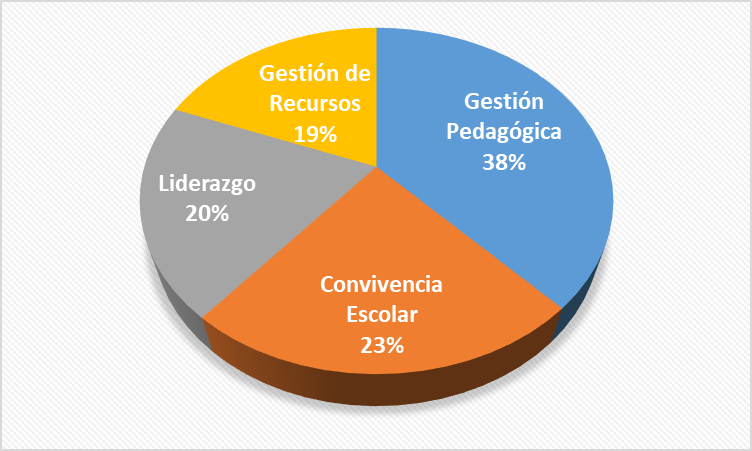 Gestión de
Recursos
19%
Gestión
Pedagógica
38%
Liderazgo
20%
Convivencia
Escolar
23%